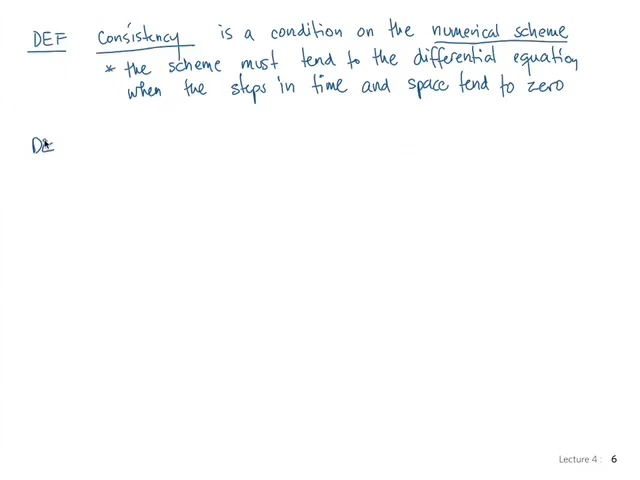 DEF Consistency is a condition on the numerical scheme
* the scheme must tend to the differential equation
when the steps in time and space tend to zero
DE
Lecture 4 : 6